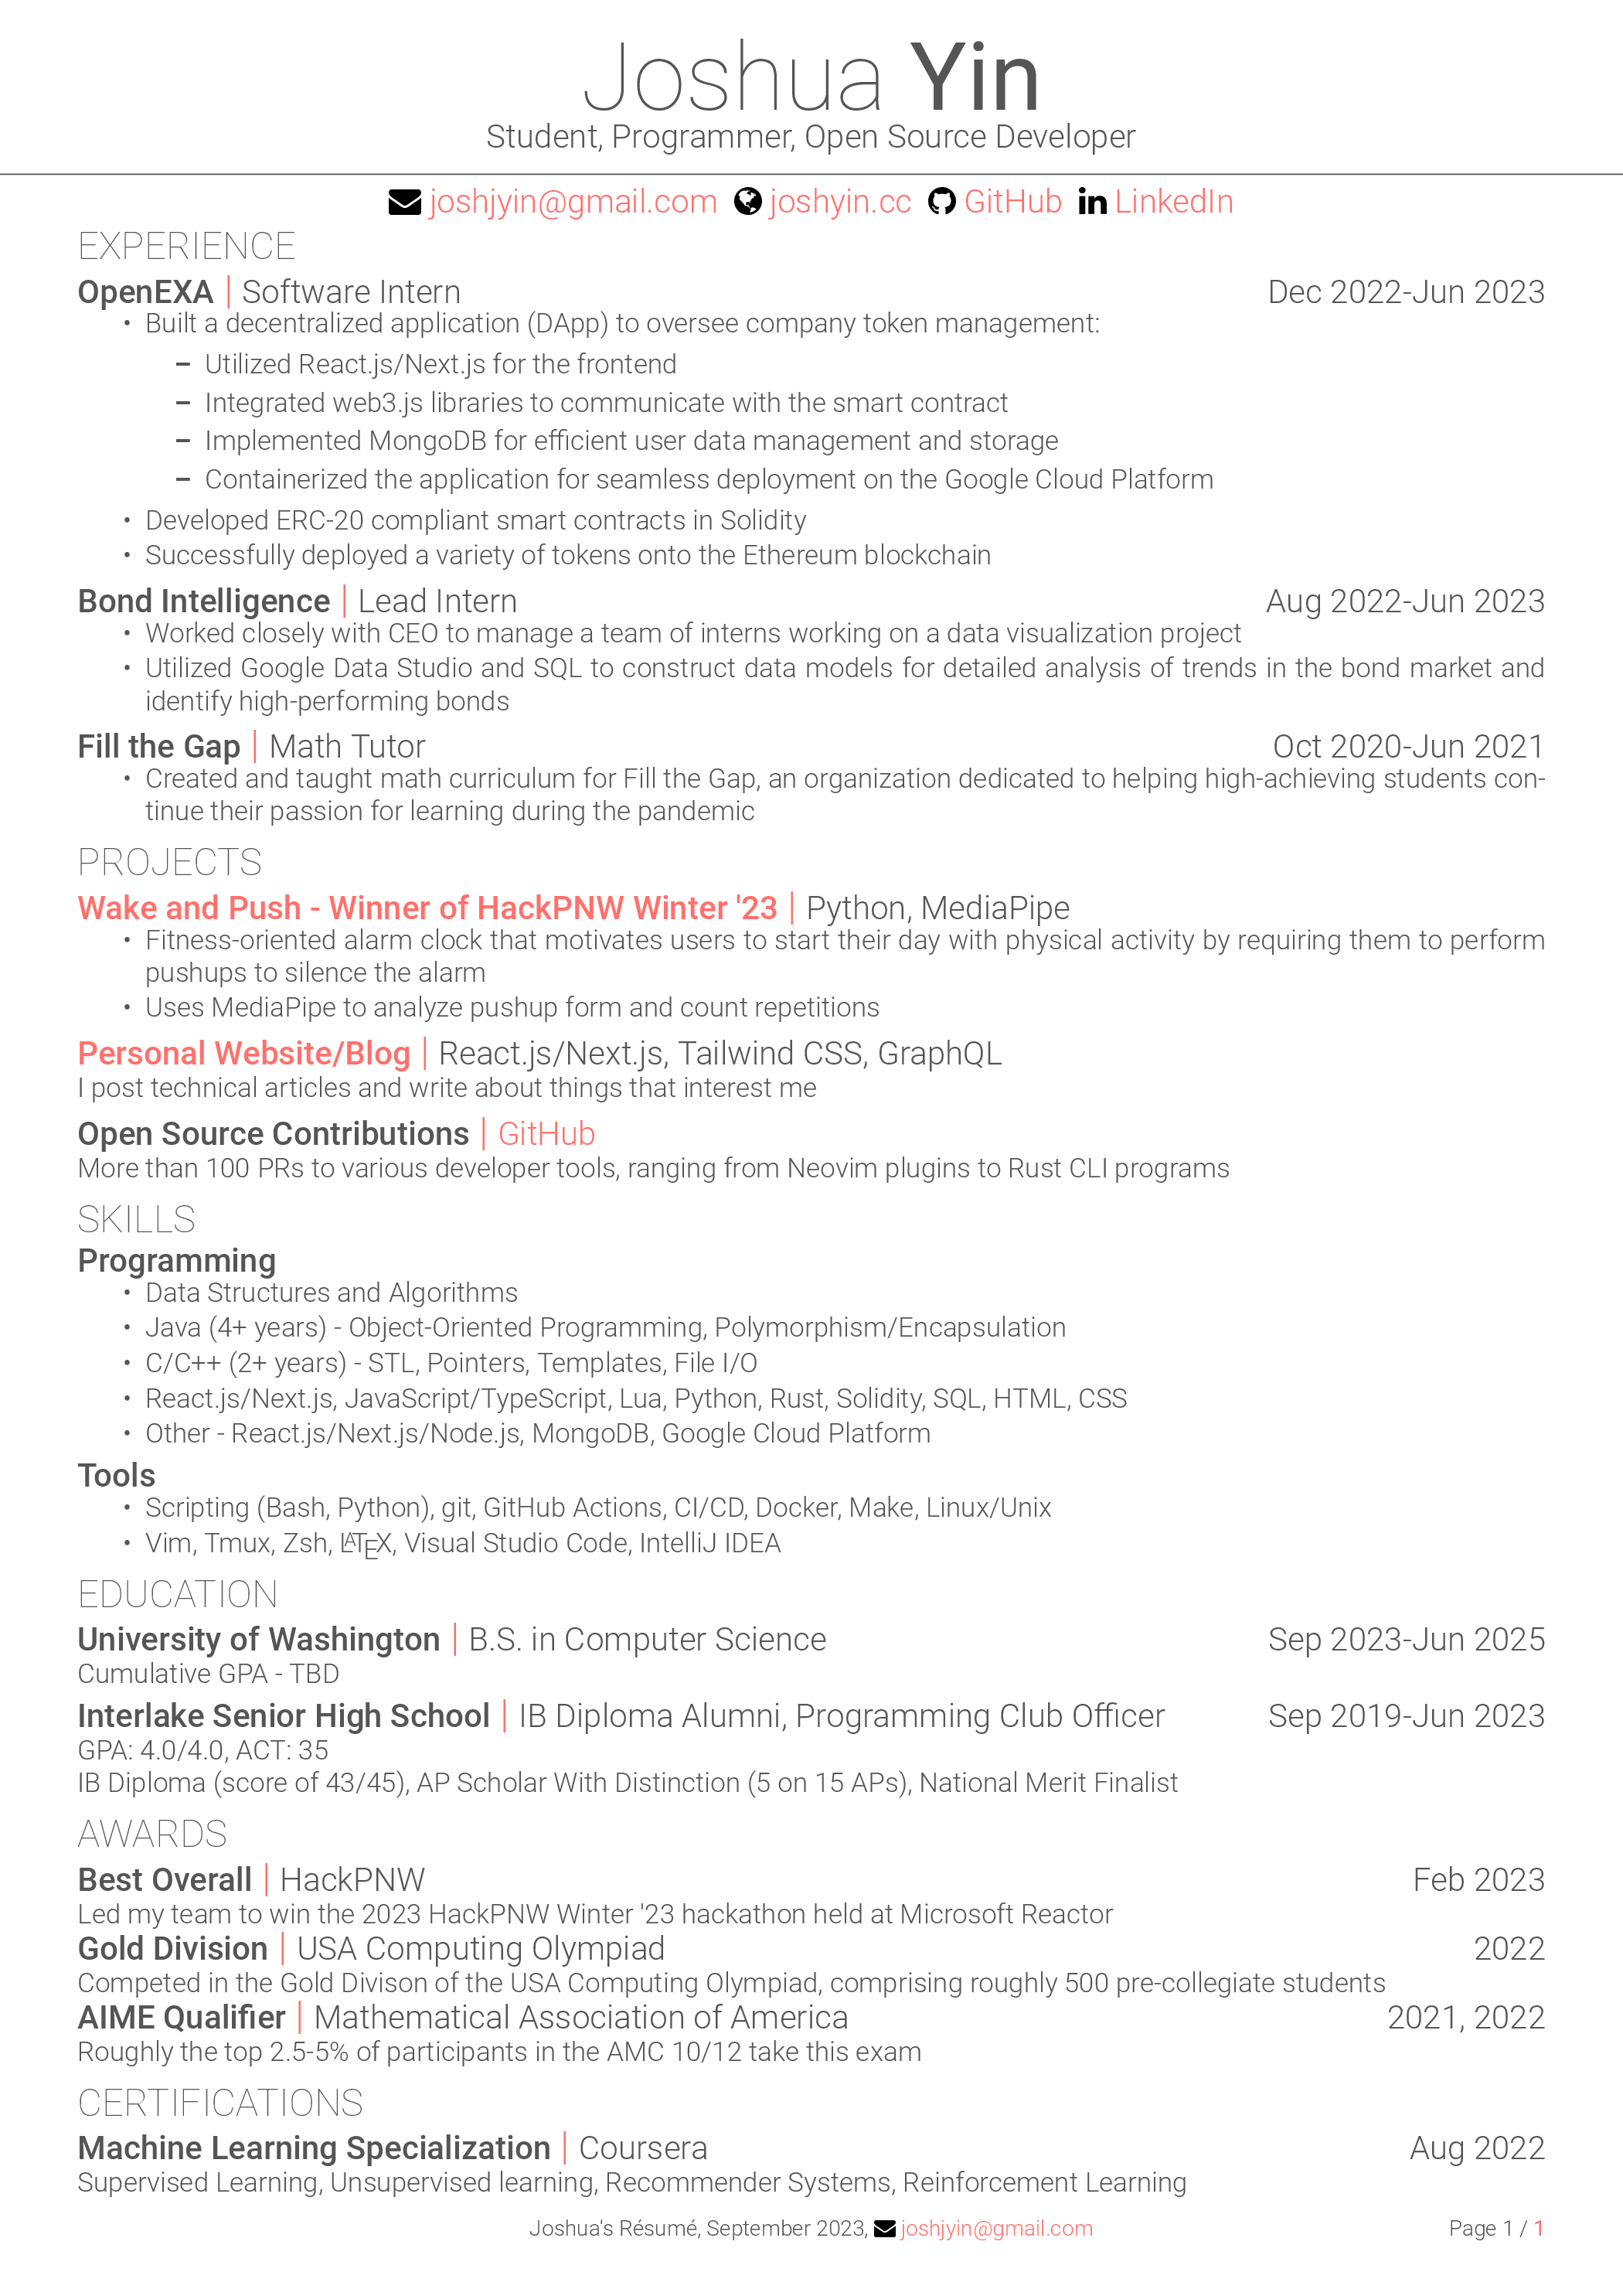 Joshua Yin
Student, Programmer, Open Source Developer
joshjyin@gmail.com joshyin.cc GitHub LinkedIn
EXPERIENCE
OpenEXA | Software Intern Dec 2022-Jun 2023
• Built a decentralized application (DApp) to oversee company token management:
– Utilized React.js/Next.js for the frontend
– Integrated web3.js libraries to communicate with the smart contract
– Implemented MongoDB for efficient user data management and storage
– Containerized the application for seamless deployment on the Google Cloud Platform
• Developed ERC-20 compliant smart contracts in Solidity
• Successfully deployed a variety of tokens onto the Ethereum blockchain
Bond Intelligence | Lead Intern Aug 2022-Jun 2023
• Worked closely with CEO to manage a team of interns working on a data visualization project
• Utilized Google Data Studio and SQL to construct data models for detailed analysis of trends in the bond market and
identify high-performing bonds
Fill the Gap | Math Tutor Oct 2020-Jun 2021
• Created and taught math curriculum for Fill the Gap, an organization dedicated to helping high-achieving students con-
tinue their passion for learning during the pandemic
PROJECTS
Wake and Push - Winner of HackPNW Winter '23 | Python, MediaPipe
• Fitness-oriented alarm clock that motivates users to start their day with physical activity by requiring them to perform
pushups to silence the alarm
• Uses MediaPipe to analyze pushup form and count repetitions
Personal Website/Blog | React.js/Next.js, Tailwind CSS, GraphQL
I post technical articles and write about things that interest me
Open Source Contributions | GitHub
More than 100 PRs to various developer tools, ranging from Neovim plugins to Rust CLI programs
SKILLS
Programming
• Data Structures and Algorithms
• Java (4+ years) - Object-Oriented Programming, Polymorphism/Encapsulation
• C/C++ (2+ years) - STL, Pointers, Templates, File I/O
• React.js/Next.js, JavaScript/TypeScript, Lua, Python, Rust, Solidity, SQL, HTML, CSS
• Other - React.js/Next.js/Node.js, MongoDB, Google Cloud Platform
Tools
• Scripting (Bash, Python), git, GitHub Actions, CI/CD, Docker, Make, Linux/Unix
• Vim, Tmux, Zsh, LATEX, Visual Studio Code, IntelliJ IDEA
EDUCATION
University of Washington | B.S. in Computer Science Sep 2023-Jun 2025
Cumulative GPA - TBD
Interlake Senior High School | IB Diploma Alumni, Programming Club Officer Sep 2019-Jun 2023
GPA: 4.0/4.0, ACT: 35
IB Diploma (score of 43/45), AP Scholar With Distinction (5 on 15 APs), National Merit Finalist
AWARDS
Best Overall | HackPNW Feb 2023
Led my team to win the 2023 HackPNW Winter '23 hackathon held at Microsoft Reactor
Gold Division | USA Computing Olympiad 2022
Competed in the Gold Divison of the USA Computing Olympiad, comprising roughly 500 pre-collegiate students
AIME Qualifier | Mathematical Association of America 2021, 2022
Roughly the top 2.5-5% of participants in the AMC 10/12 take this exam
CERTIFICATIONS
Machine Learning Specialization | Coursera Aug 2022
Supervised Learning, Unsupervised learning, Recommender Systems, Reinforcement Learning
Joshua's Résumé, September 2023, joshjyin@gmail.com Page 1 / 1